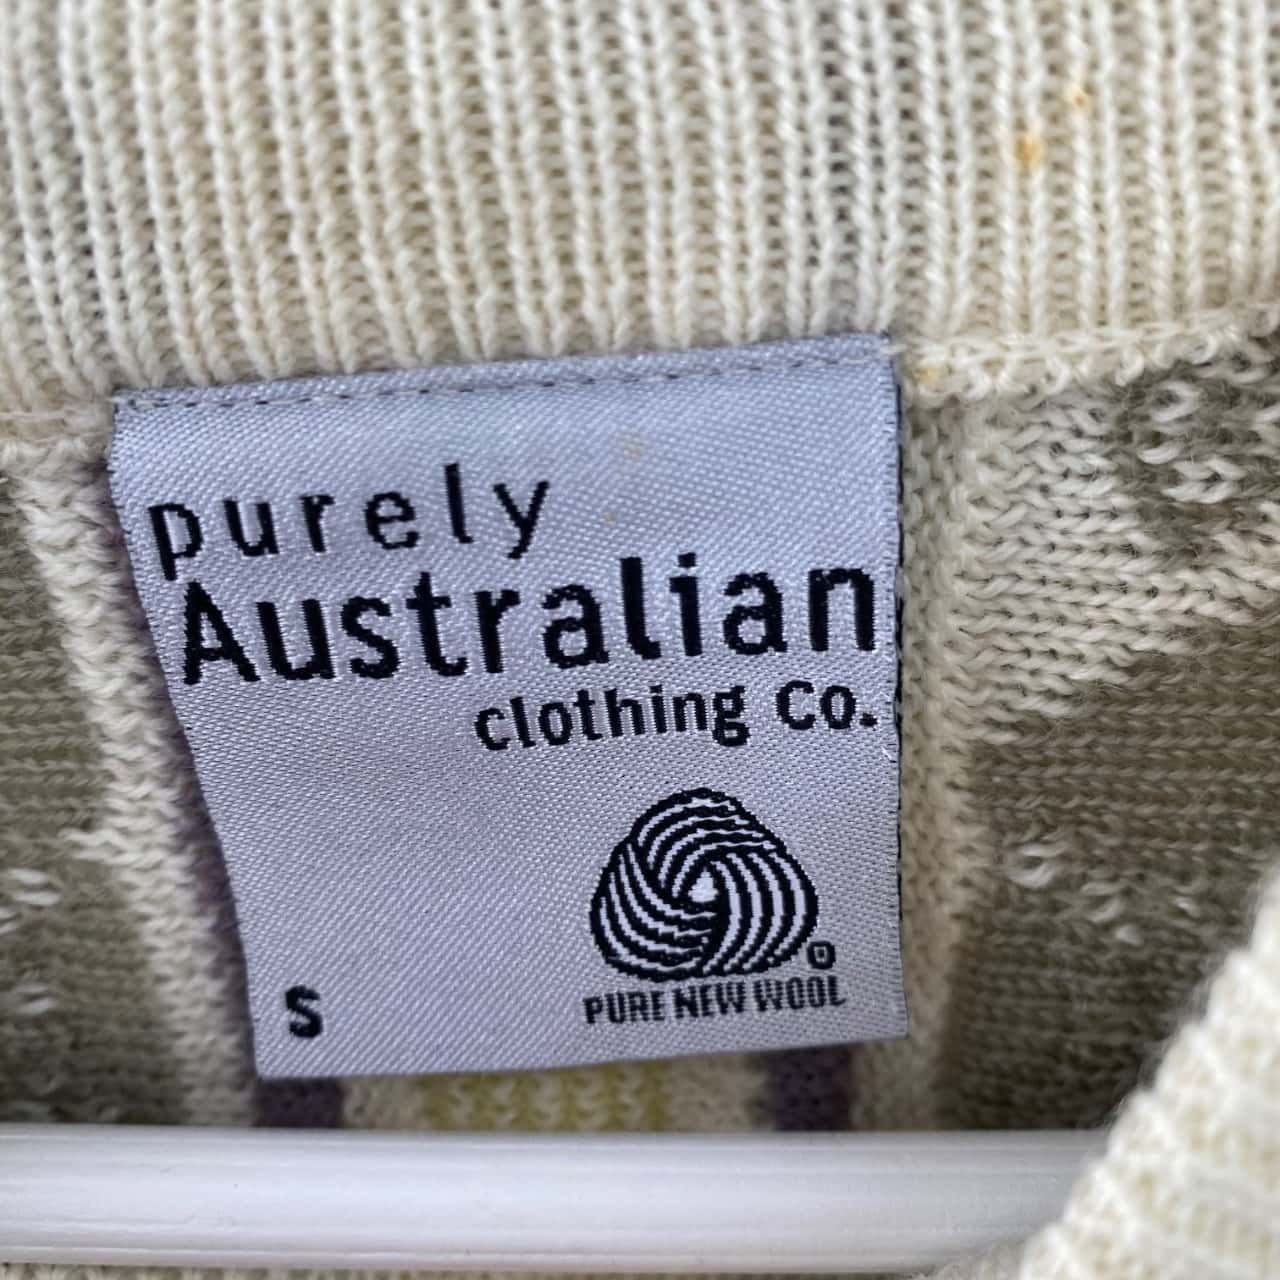 purely
Australian
clothing Co.
S
PURE NEW WOOL